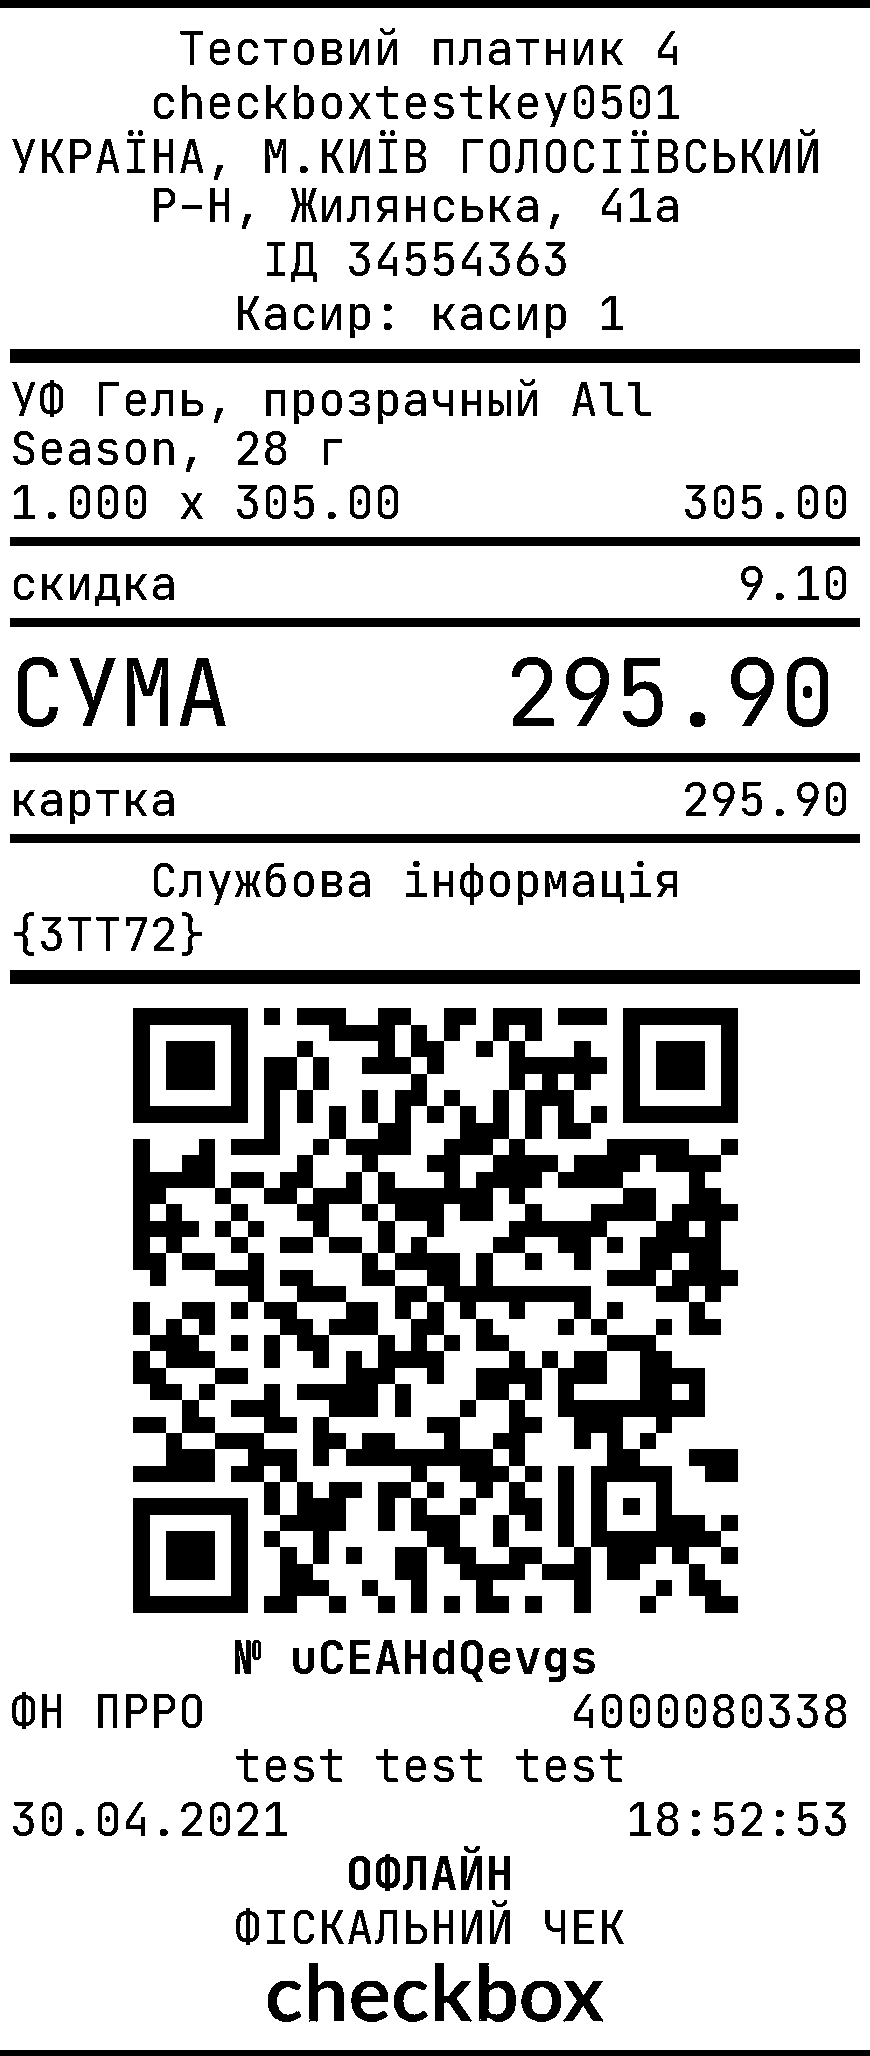 Тестовий платник 4
checkboxtestkey0501
УКРАЇНА, М.КИЇВ ГОЛОСІЇВСЬКИЙ
Р-Н, Жилянська, 41а
ІД 34554363
Касир: касир 1
УФ Гель, прозрачный All
Season, 28 г
1.000 x 305.00 305.00
скидка 9.10
СУМА 295.90
картка 295.90
Службова інформація
{3TT72}
№ uCEAHdQevgs
ФН ПРРО 4000080338
test test test
30.04.2021 18:52:53
ОФЛАЙН
ФІСКАЛЬНИЙ ЧЕК
checkbox